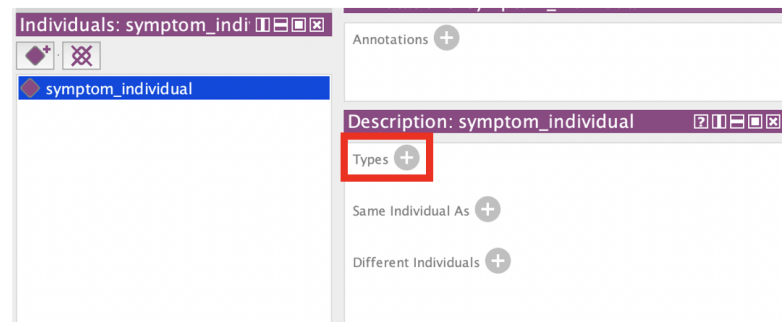 Individuals: symptom_indi
symptom_individual
Annotations
Description: symptom_individual
Types
Same Individual As
Different Individuals